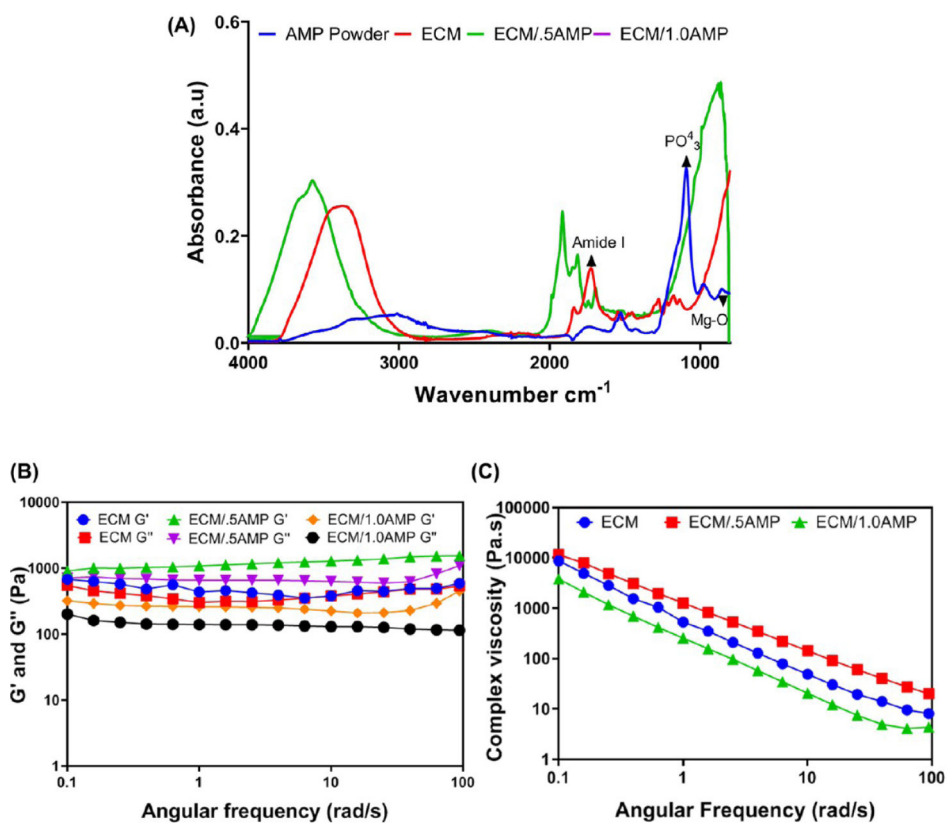 (A)
AMP Powder ECM ECM/.5AMP ECM/1.0AMP
0.6
0.4
0.2
0.0
Absorbance (a.u)
PO⁴₃
Amide I
Mg-O
4000 3000 2000 1000
Wavenumber cm⁻¹
(B)
ECM G' ECM/.5AMP G' ECM/1.0AMP G'
ECM G" ECM/.5AMP G" ECM/1.0AMP G"
10000
1000
100
10
1
G' and G" (Pa)
0.1 1 10 100
Angular frequency (rad/s)
(C)
ECM ECM/.5AMP ECM/1.0AMP
100000
10000
1000
100
10
1
Complex viscosity (Pa.s)
0.1 1 10 100
Angular Frequency (rad/s)